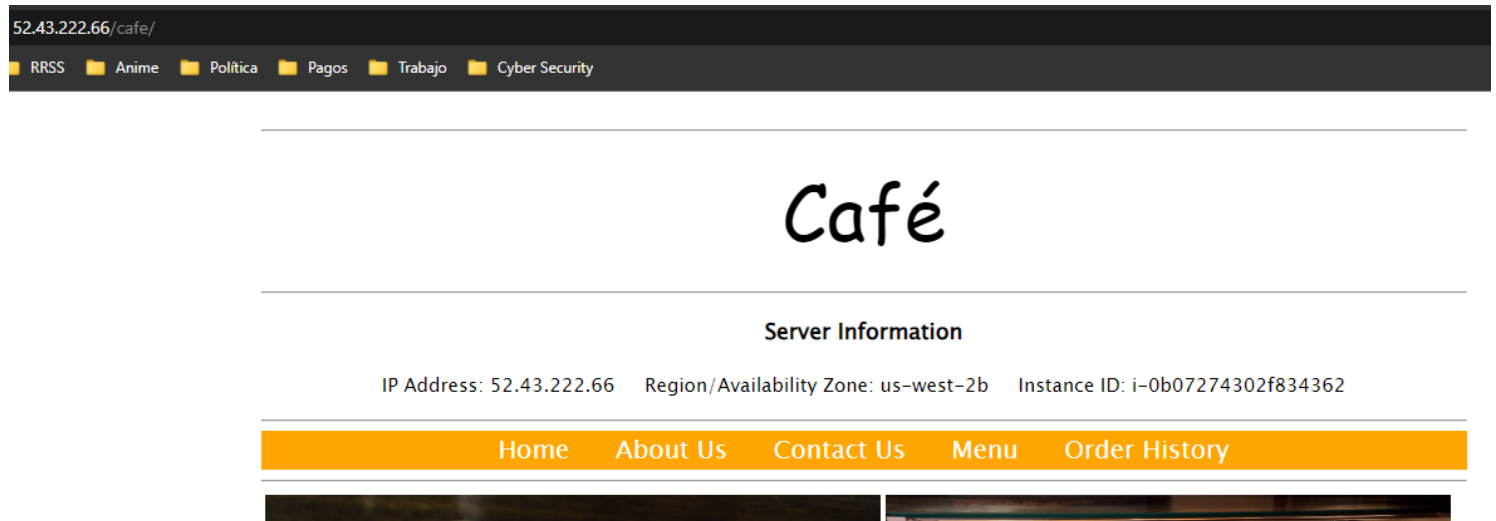 52.43.222.66/cafe/
RRSS Anime Política Pagos Trabajo Cyber Security
Café
Server Information
IP Address: 52.43.222.66 Region/Availability Zone: us-west-2b Instance ID: i-0b07274302f834362
Home About Us Contact Us Menu Order History